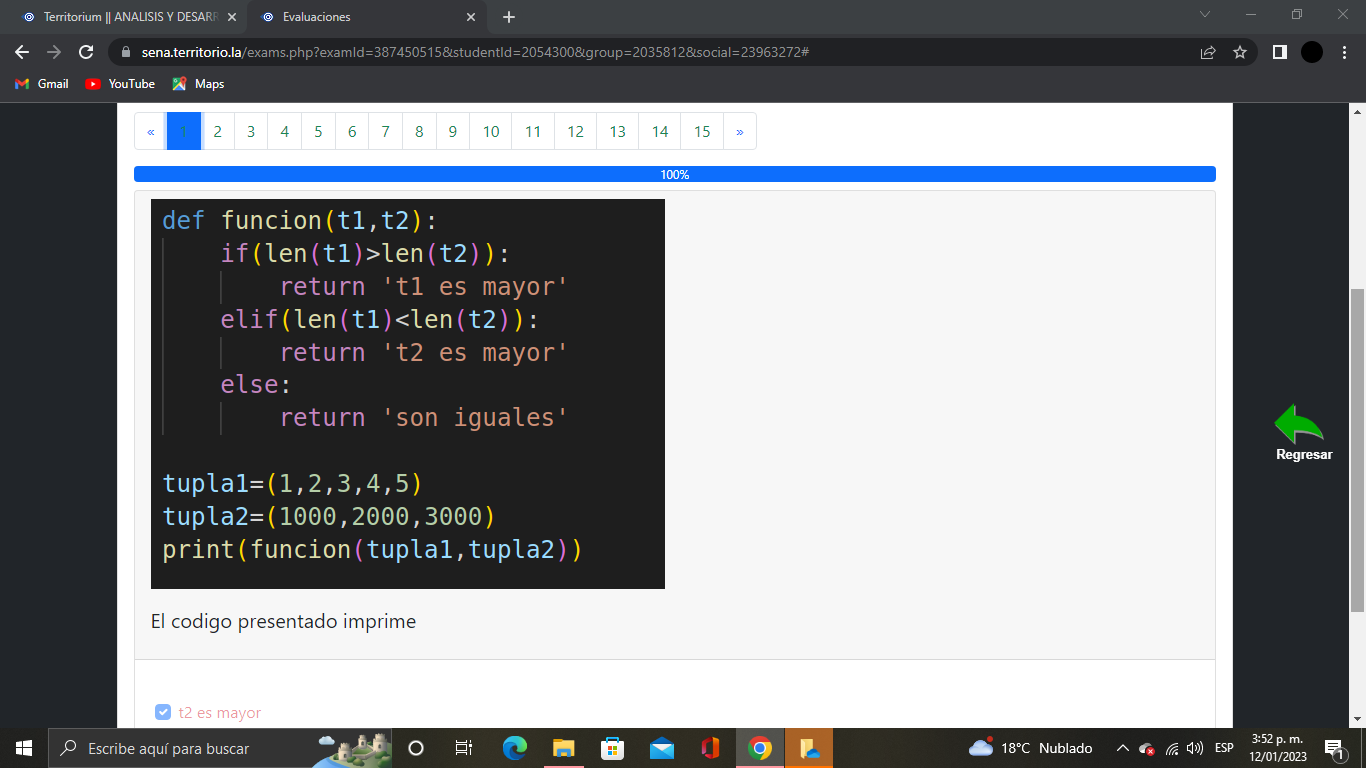 Territorium || ANALISIS Y DESARR
Evaluaciones
sena.territorio.la/exams.php?examId=387450515&studentId=2054300&group=2035812&social=23963272#
Gmail
YouTube
Maps
« 1 2 3 4 5 6 7 8 9 10 11 12 13 14 15 »
100%
def funcion(t1,t2):
    if(len(t1)>len(t2)):
        return 't1 es mayor'
    elif(len(t1)<len(t2)):
        return 't2 es mayor'
    else:
        return 'son iguales'
tupla1=(1,2,3,4,5)
tupla2=(1000,2000,3000)
print(funcion(tupla1,tupla2))
Regresar
El codigo presentado imprime
t2 es mayor
Escribe aquí para buscar
18°C Nublado
ESP
3:52 p. m.
12/01/2023
1